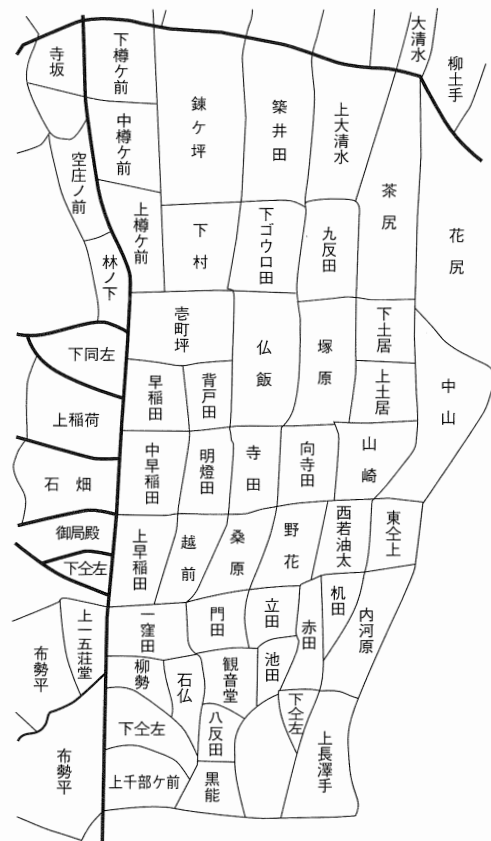 大清水
柳土手
寺坂
下樽ケ前
錬ケ坪
築井田
上大清水
中樽ケ前
空庄ノ前
茶尻
花尻
上樽ケ前
下村
下ゴウロ田
九反田
林ノ下
壱町坪
仏飯
塚原
下土居
下同左
早稲田
背戸田
上土居
中山
上稲荷
中早稲田
明燈田
寺田
向寺田
山崎
石畑
御局殿
上早稲田
越前
桑原
野花
西若油太
東仝上
下仝左
上一五荘堂
布勢平
一窪田
門田
立田
赤田
机田
内河原
柳勢
石仏
観音堂
池田
下仝左
八反田
下仝左
上長澤手
布勢平
上千部ケ前
黒能